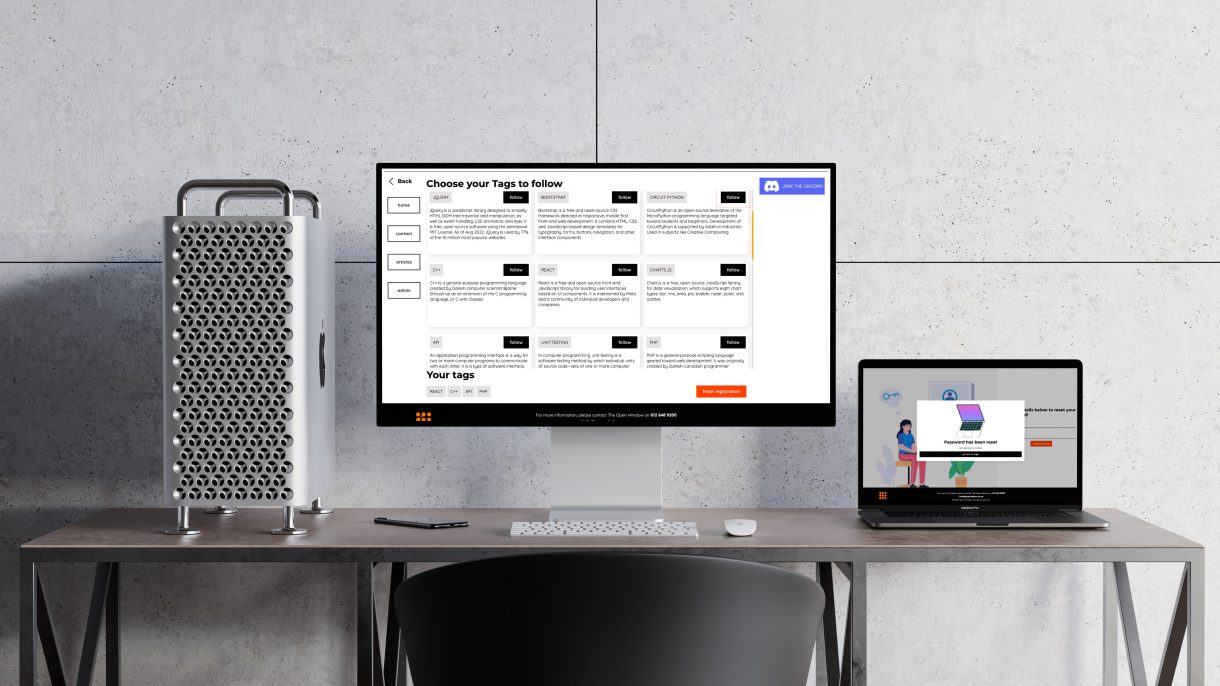 Back
Choose your Tags to follow
JOIN THE DISCORD
home
contact
articles
admin
JQUERY
follow
jQuery is a JavaScript library designed to simplify
HTML DOM tree traversal and manipulation, as
well as event handling, CSS animation, and Ajax. It
is free, open-source software using the permissive
MIT License. As of Aug 2022, jQuery is used by 77%
of the 10 million most popular websites
BOOTSTRAP
follow
Bootstrap is a free and open-source CSS
framework directed at responsive, mobile-first
front-end web development. It contains HTML, CSS
and JavaScript-based design templates for
typography, forms, buttons, navigation, and other
interface components
CIRCUIT PYTHON
follow
CircuitPython is an open-source derivative of the
MicroPython programming language targeted
toward students and beginners. Development of
CircuitPython is supported by Adafruit Industries
Used in subjects like Creative Computing
C++
follow
C++ is a general-purpose programming language
created by Danish computer scientist Bjarne
Stroustrup as an extension of the C programming
language, or C with Classes
REACT
follow
React is a free and open-source front-end
JavaScript library for building user interfaces
based on UI components. It is maintained by Meta
and a community of individual developers and
companies.
CHARTS.JS
follow
Chart.js is a free, open-source JavaScript library
for data visualization, which supports eight chart
types: bar, line, area, pie, bubble, radar, polar, and
scatter.
API
follow
An application programming interface is a way for
two or more computer programs to communicate
with each other. It is a type of software interface,
UNIT TESTING
follow
In computer programming, unit testing is a
software testing method by which individual units
of source code—sets of one or more computer
PHP
follow
PHP is a general-purpose scripting language
geared toward web development. It was originally
created by Danish-Canadian programmer
Your tags
REACT C++ API PHP
finish registration
For more information, please contact The Open Window on 012 648 9200
tails below to reset your
Password has been reset
go back to login
MacBook Pro